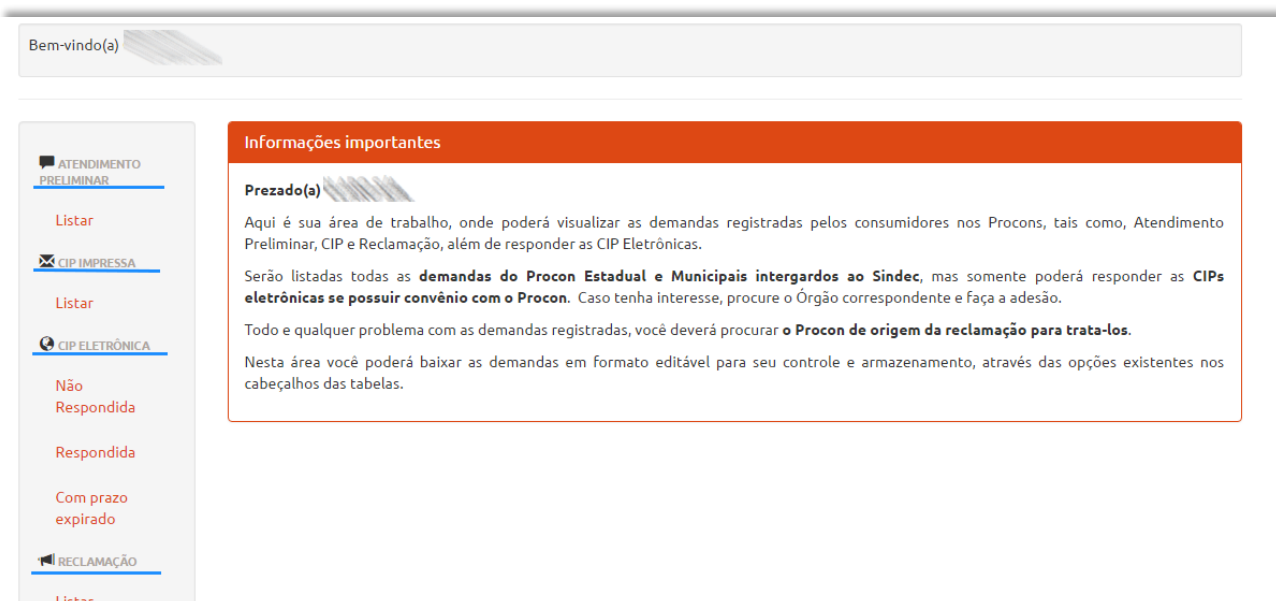 Bem-vindo(a)
ATENDIMENTO
PRELIMINAR
Listar
CIP IMPRESSA
Listar
CIP ELETRÔNICA
Não
Respondida
Respondida
Com prazo
expirado
RECLAMAÇÃO
Listar
Informações importantes
Prezado(a)
Aqui é sua área de trabalho, onde poderá visualizar as demandas registradas pelos consumidores nos Procons, tais como, Atendimento
Preliminar, CIP e Reclamação, além de responder as CIP Eletrônicas.
Serão listadas todas as demandas do Procon Estadual e Municipais intergardos ao Sindec, mas somente poderá responder as CIPs
eletrônicas se possuir convênio com o Procon. Caso tenha interesse, procure o Órgão correspondente e faça a adesão.
Todo e qualquer problema com as demandas registradas, você deverá procurar o Procon de origem da reclamação para trata-los.
Nesta área você poderá baixar as demandas em formato editável para seu controle e armazenamento, através das opções existentes nos
cabeçalhos das tabelas.